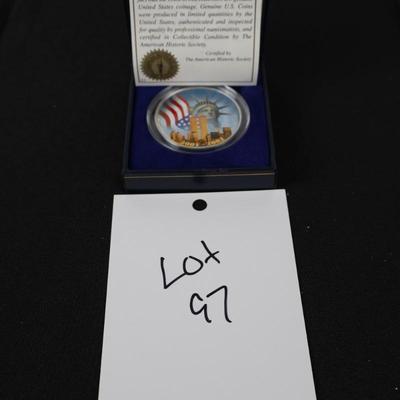 United States coinage. Genuine U.S. Coins
were produced in limited quantities by the
United States, authenticated and inspected
for quality by professional numismatists, and
certified in Collectible Condition by The
American Historic Society.
Certified by
The American Historic Society
2001
Lot
97